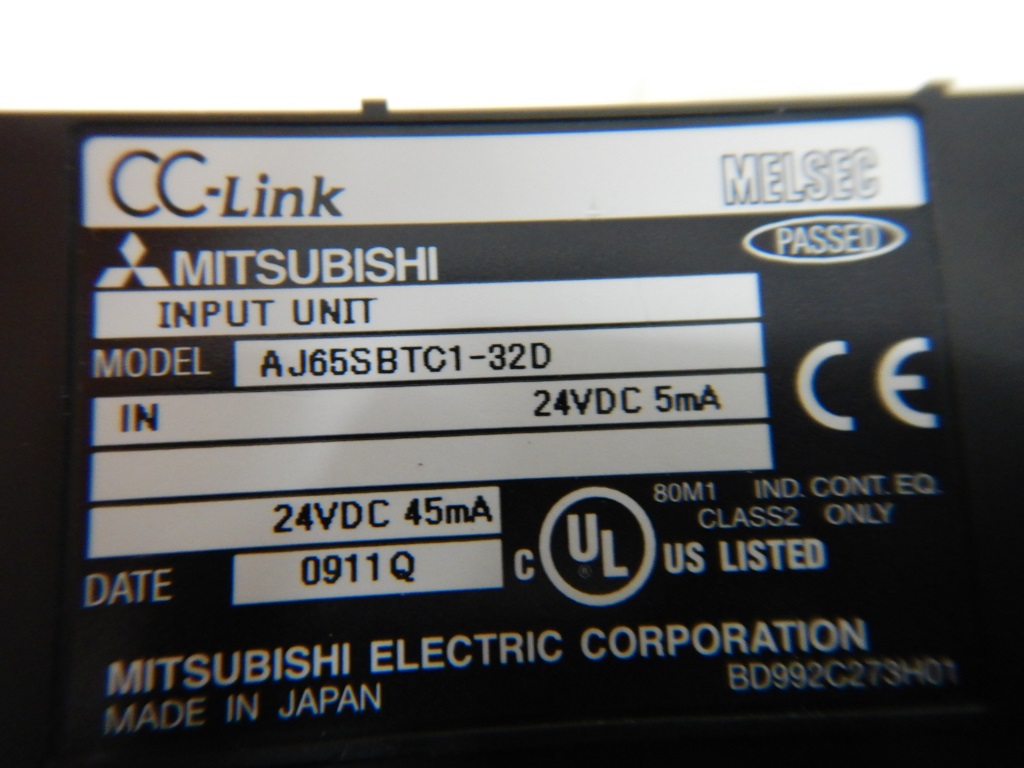 CC-Link MELSEC
MITSUBISHI PASSED
INPUT UNIT
MODEL AJ65SBTC1-32D
CE
IN 24VDC 5mA
24VDC 45mA
80M1 IND. CONT. EQ.
CLASS2 ONLY
C UL ® US LISTED
DATE 0911Q
MITSUBISHI ELECTRIC CORPORATION
BD992C273H01
MADE IN JAPAN